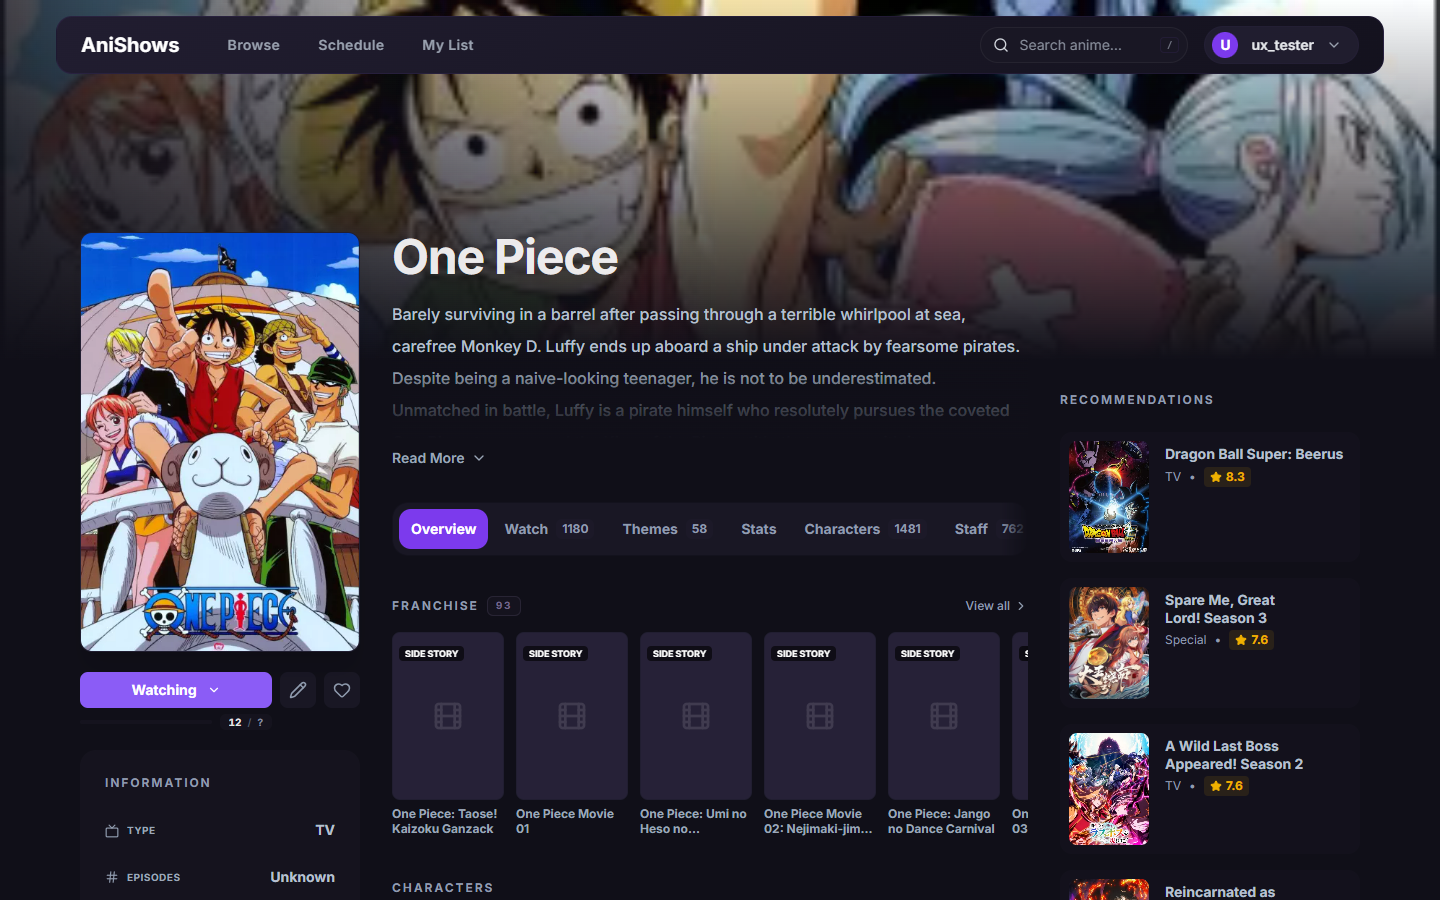 AniShows
Browse
Schedule
My List
Search anime...
/
U
ux_tester
One Piece
Barely surviving in a barrel after passing through a terrible whirlpool at sea,
carefree Monkey D. Luffy ends up aboard a ship under attack by fearsome pirates.
Despite being a naive-looking teenager, he is not to be underestimated.
Unmatched in battle, Luffy is a pirate himself who resolutely pursues the coveted
Read More
ONE PIECE
Watching
12 / ?
INFORMATION
TYPE
TV
EPISODES
Unknown
Overview
Watch 1180
Themes 58
Stats
Characters 1481
Staff 762
FRANCHISE 93
View all
SIDE STORY
SIDE STORY
SIDE STORY
SIDE STORY
SIDE STORY
One Piece: Taose!
Kaizoku Ganzack
One Piece Movie
01
One Piece: Umi no
Heso no...
One Piece Movie
02: Nejimaki-jim...
One Piece: Jango
no Dance Carnival
On
03
CHARACTERS
RECOMMENDATIONS
Dragon Ball Super: Beerus
TV • 8.3
Spare Me, Great
Lord! Season 3
Special • 7.6
A Wild Last Boss
Appeared! Season 2
TV • 7.6
Reincarnated as